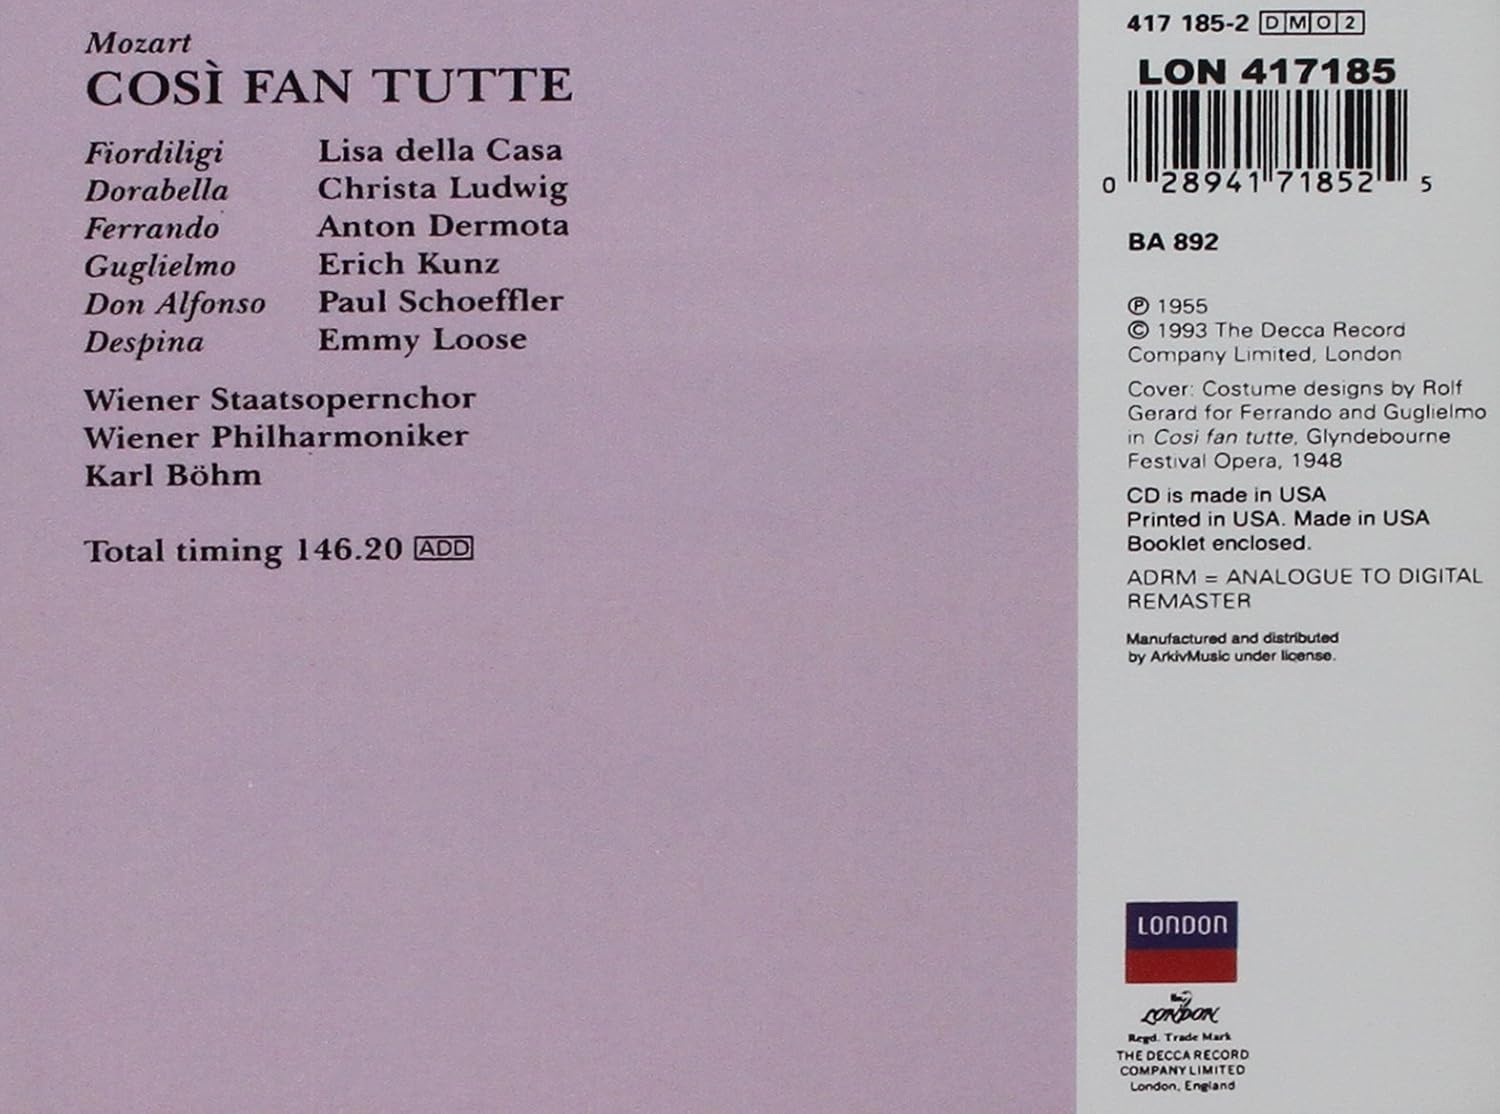 Mozart
COSÌ FAN TUTTE
Fiordiligi Lisa della Casa
Dorabella Christa Ludwig
Ferrando Anton Dermota
Guglielmo Erich Kunz
Don Alfonso Paul Schoeffler
Despina Emmy Loose
Wiener Staatsopernchor
Wiener Philharmoniker
Karl Böhm
Total timing 146.20 ADD
417 185-2 DMO2
LON 417185
0 28941 71852 5
BA 892
℗ 1955
© 1993 The Decca Record
Company Limited, London
Cover: Costume designs by Rolf
Gerard for Ferrando and Guglielmo
in Cosi fan tutte, Glyndebourne
Festival Opera, 1948
CD is made in USA
Printed in USA. Made in USA
Booklet enclosed.
ADRM = ANALOGUE TO DIGITAL
REMASTER
Manufactured and distributed
by ArkivMusic under license.
LONDON
LONDON
Regd. Trade Mark
THE DECCA RECORD
COMPANY LIMITED
London, England